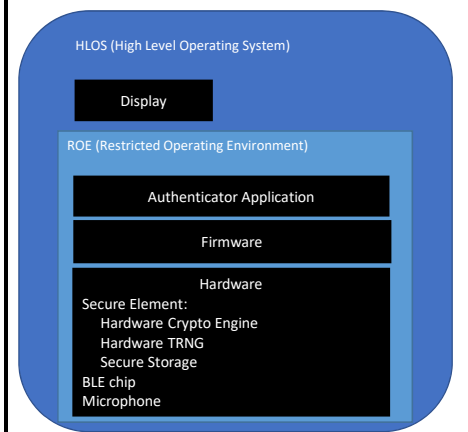 HLOS (High Level Operating System)
Display
ROE (Restricted Operating Environment)
Authenticator Application
Firmware
Hardware
Secure Element:
Hardware Crypto Engine
Hardware TRNG
Secure Storage
BLE chip
Microphone